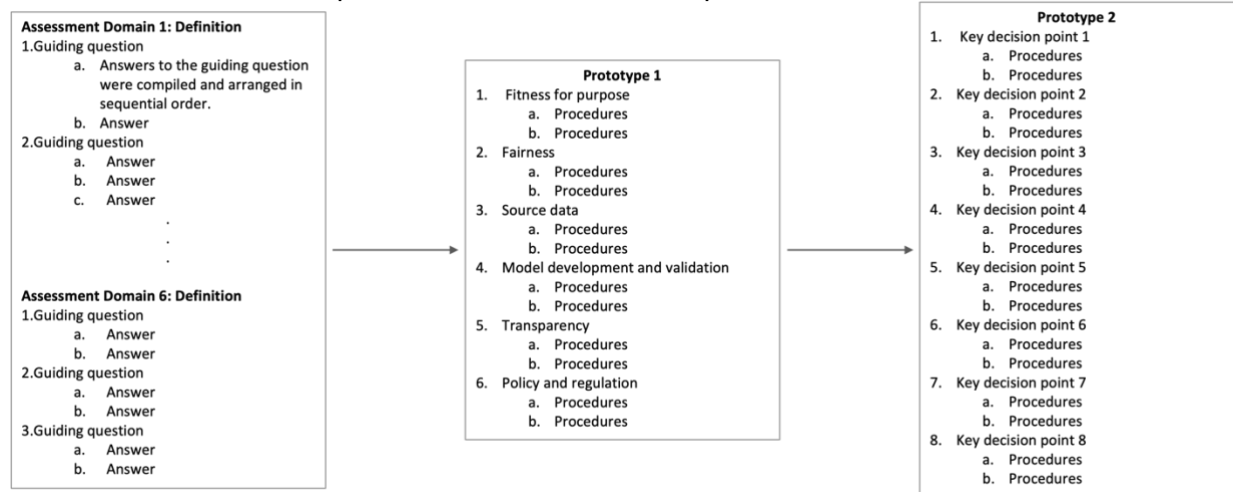 Assessment Domain 1: Definition
1.Guiding question
a. Answers to the guiding question
were compiled and arranged in
sequential order.
b. Answer
2.Guiding question
a. Answer
b. Answer
c. Answer
.
.
.
Assessment Domain 6: Definition
1.Guiding question
a. Answer
b. Answer
2.Guiding question
a. Answer
b. Answer
3.Guiding question
a. Answer
b. Answer
Prototype 1
1. Fitness for purpose
a. Procedures
b. Procedures
2. Fairness
a. Procedures
b. Procedures
3. Source data
a. Procedures
b. Procedures
4. Model development and validation
a. Procedures
b. Procedures
5. Transparency
a. Procedures
b. Procedures
6. Policy and regulation
a. Procedures
b. Procedures
Prototype 2
1. Key decision point 1
a. Procedures
b. Procedures
2. Key decision point 2
a. Procedures
b. Procedures
3. Key decision point 3
a. Procedures
b. Procedures
4. Key decision point 4
a. Procedures
b. Procedures
5. Key decision point 5
a. Procedures
b. Procedures
6. Key decision point 6
a. Procedures
b. Procedures
7. Key decision point 7
a. Procedures
b. Procedures
8. Key decision point 8
a. Procedures
b. Procedures